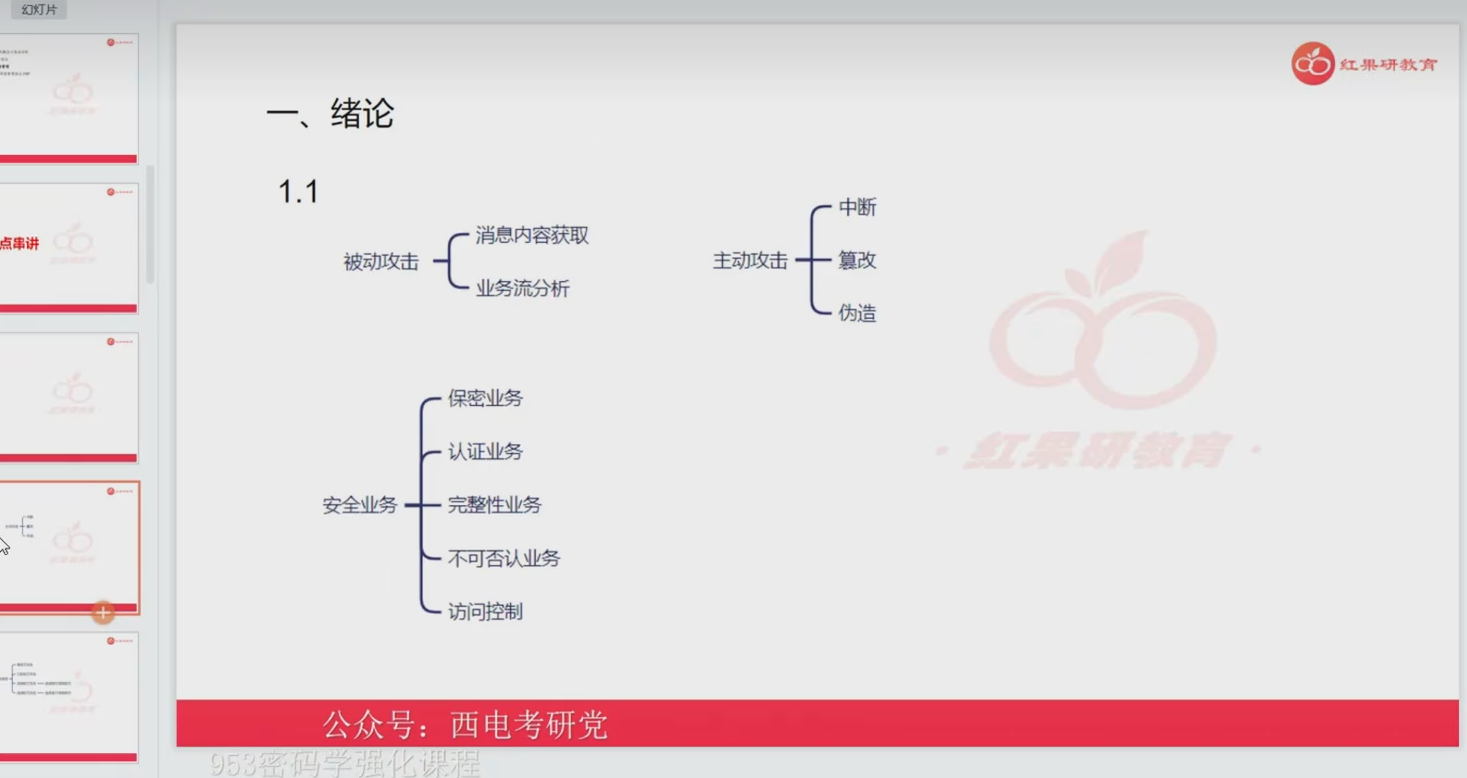 幻灯片
点串讲
红果研教育
一、绪论
1.1
被动攻击
消息内容获取
业务流分析
主动攻击
中断
篡改
伪造
安全业务
保密业务
认证业务
完整性业务
不可否认业务
访问控制
·红果研教育·
公众号：西电考研党
953密码学强化课程